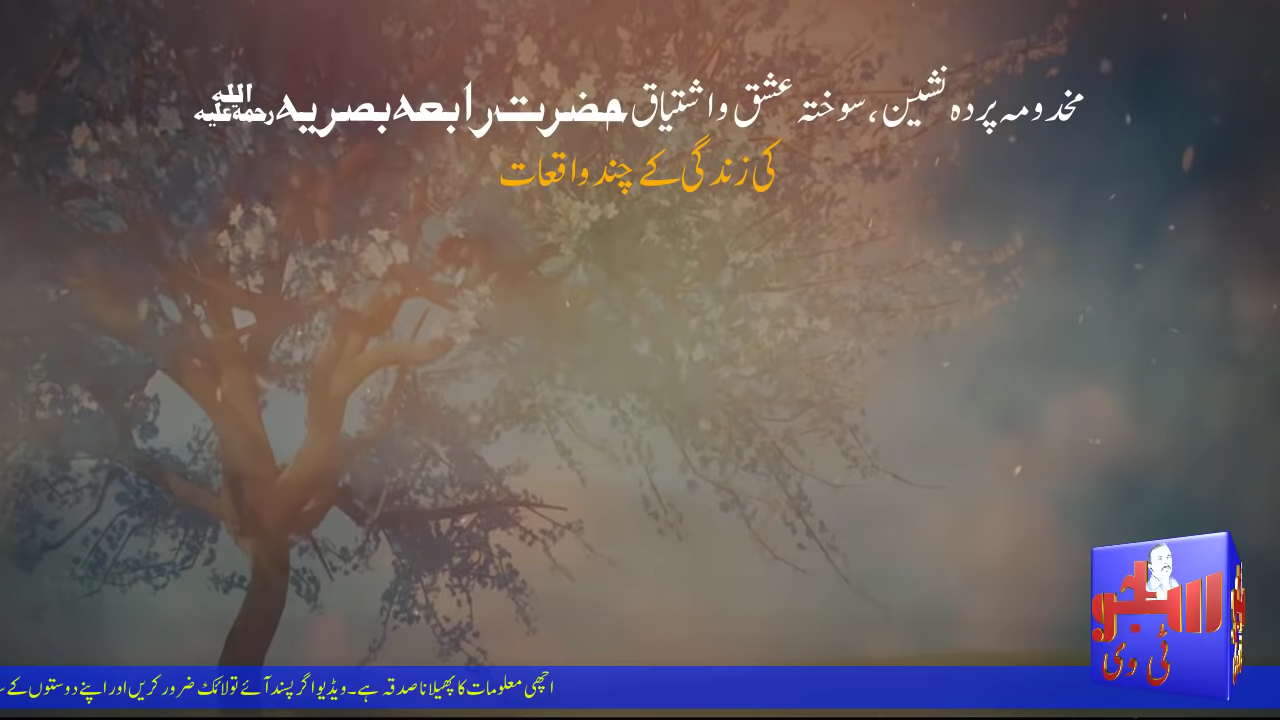 مخدومہ پردہ نشین، سوختہ عشق و اشتیاق حضرت رابعہ بصریہ رحمۃ اللہ علیہ
کی زندگی کے چند واقعات
ٹی وی
اچھی معلومات کا پھیلانا صدقہ ہے۔ ویڈیو اگر پسند آئے تو لائک ضرور کریں اور اپنے دوستوں کے